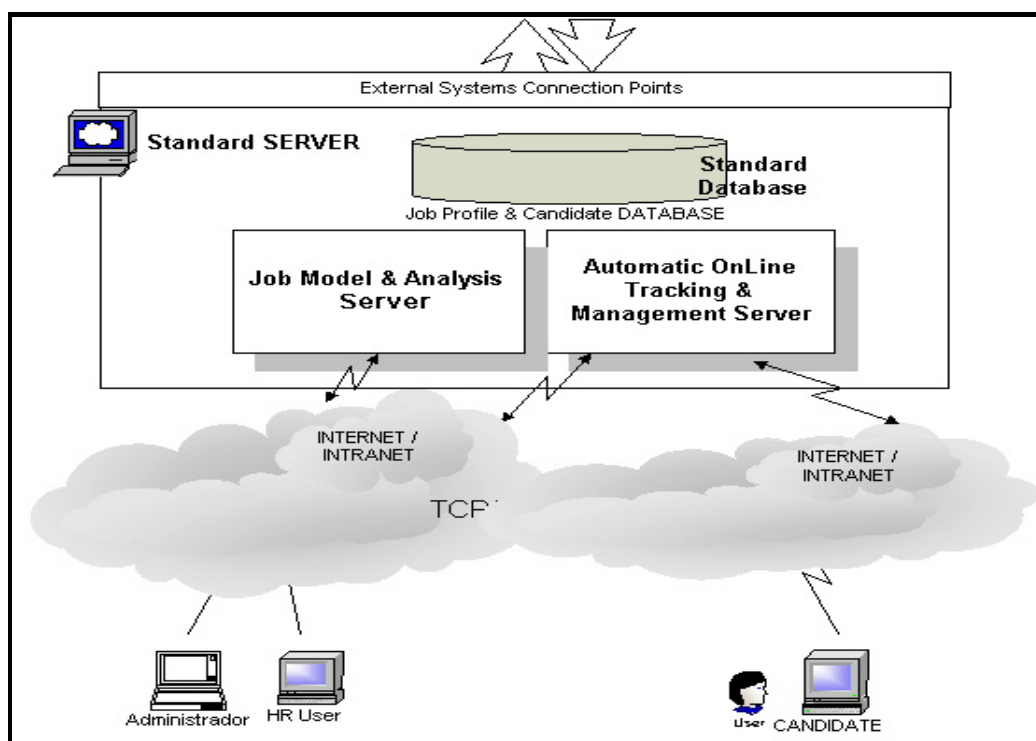 External Systems Connection Points
Standard SERVER
Standard
Database
Job Profile & Candidate DATABASE
Job Model & Analysis
Server
Automatic OnLine
Tracking &
Management Server
INTERNET /
INTRANET
INTERNET /
INTRANET
Administrador
HR User
User
CANDIDATE